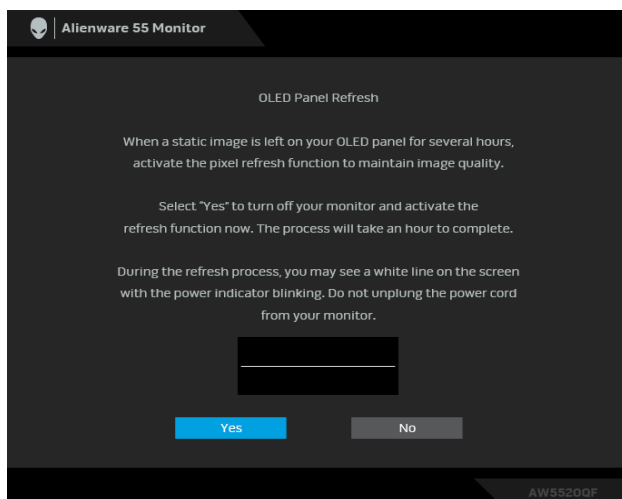 Alienware 55 Monitor
OLED Panel Refresh
When a static image is left on your OLED panel for several hours,
activate the pixel refresh function to maintain image quality.
Select "Yes" to turn off your monitor and activate the
refresh function now. The process will take an hour to complete.
During the refresh process, you may see a white line on the screen
with the power indicator blinking. Do not unplung the power cord
from your monitor.
Yes
No
AW5520QF